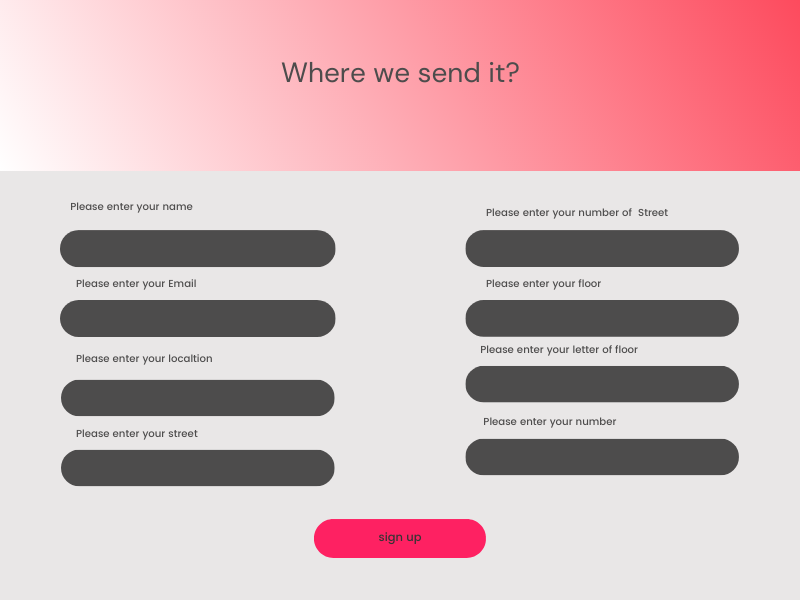 Where we send it?
Please enter your name
Please enter your Email
Please enter your localtion
Please enter your street
Please enter your number of  Street
Please enter your floor
Please enter your letter of floor
Please enter your number
sign up